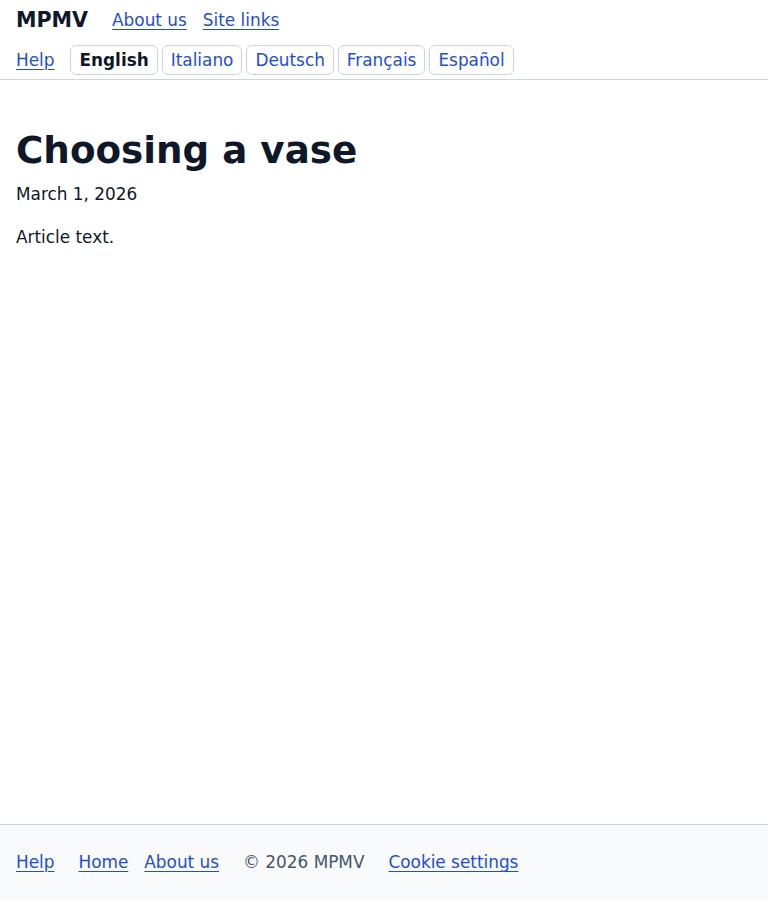 MPMV About us Site links
Help English Italiano Deutsch Français Español
Choosing a vase
March 1, 2026
Article text.
Help Home About us © 2026 MPMV Cookie settings